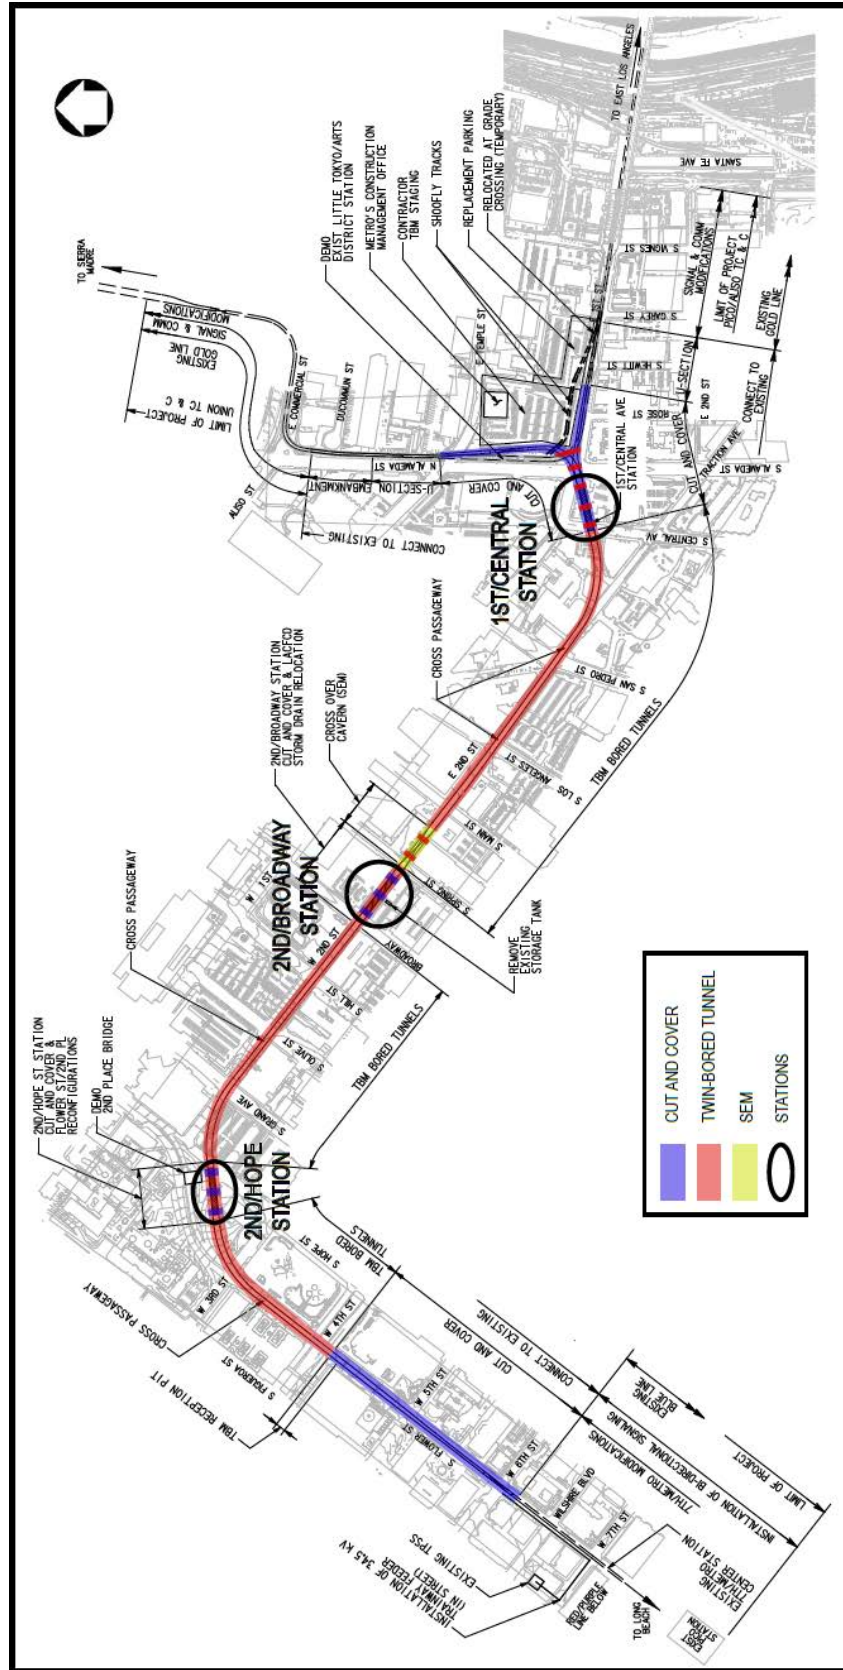 TO SIERRA
MADRE
TO EAST LOS ANGELES
DEMO
EXIST LITTLE TOKYO/ARTS
DISTRICT STATION
METRO'S CONSTRUCTION
MANAGEMENT OFFICE
CONTRACTOR
TBM STAGING
SHOOFLY TRACKS
REPLACEMENT PARKING
RELOCATED AT GRADE
CROSSING (TEMPORARY)
SANTA FE AVE
S VIGNES ST
S GAREY ST
S HEWITT ST
ROSE ST
E 2ND ST
E TEMPLE ST
E COMMERCIAL ST
DUCOMMUN ST
ALISO ST
N ALAMEDA ST
S ALAMEDA ST
TRACTION AVE
S CENTRAL AV
SIGNAL & COMM
MODIFICATIONS
EXISTING
GOLD LINE
LIMIT OF PROJECT
UNION TC & C
SIGNAL & COMM
MODIFICATIONS
LIMIT OF PROJECT
PICO/ALISO TC & C
EXISTING
GOLD LINE
U-SECTION
CONNECT TO
EXISTING
CUT AND COVER
EMBANKMENT
U-SECTION
CUT AND COVER
CONNECT TO EXISTING
1ST/CENTRAL AVE
STATION
1ST/CENTRAL
STATION
CROSS PASSAGEWAY
S SAN PEDRO ST
S LOS ANGELES ST
TBM BORED TUNNELS
E 2ND ST
S MAIN ST
S SPRING ST
2ND/BROADWAY STATION
CUT AND COVER & LACFCD
STORM DRAIN RELOCATION
CROSS OVER
CAVERN (SEM)
2ND/BROADWAY
STATION
REMOVE
EXISTING
STORAGE TANK
BROADWAY
W 1ST
W 2ND ST
S HILL ST
S OLIVE ST
S GRAND AVE
CROSS PASSAGEWAY
TBM BORED TUNNELS
2ND/HOPE ST STATION
CUT AND COVER &
FLOWER ST/2ND PL
RECONFIGURATIONS
DEMO
2ND PLACE BRIDGE
2ND/HOPE
STATION
S HOPE ST
TBM BORED
TUNNELS
W 3RD ST
W 4TH ST
W 5TH ST
W 6TH ST
WILSHIRE BLVD
W 7TH ST
S FIGUEROA ST
S FLOWER ST
CROSS PASSAGEWAY
TBM RECEPTION PIT
CUT AND COVER
CONNECT TO EXISTING
EXISTING
BLUE LINE
7TH/METRO MODIFICATIONS
INSTALLATION OF BI-DIRECTIONAL SIGNALING
LIMIT OF PROJECT
INSTALLATION OF 34.5 KV
TRAINWAY FEEDER
(IN STREET)
EXISTING TPSS
RED/PURPLE
LINE BELOW
TO LONG
BEACH
EXISTING
7TH/METRO
CENTER STATION
EXIST
PICO
STATION
CUT AND COVER
TWIN-BORED TUNNEL
SEM
STATIONS